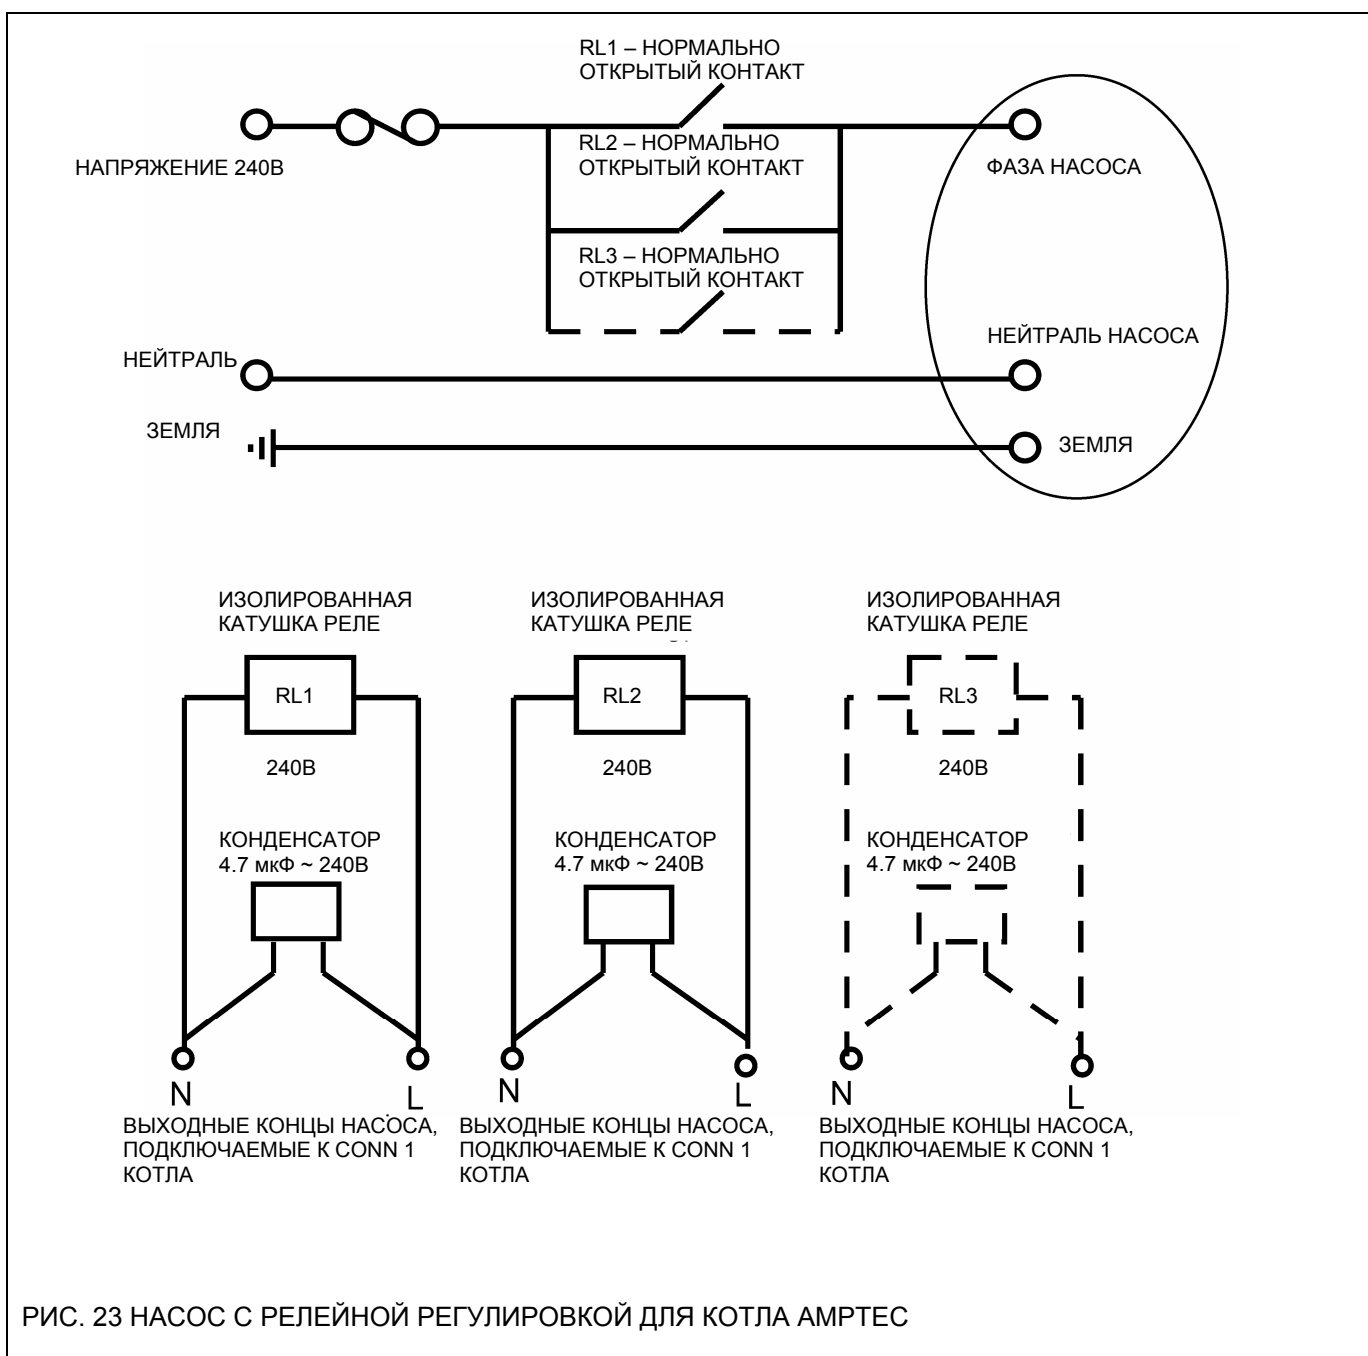 RL1 – НОРМАЛЬНО
ОТКРЫТЫЙ КОНТАКТ
НАПРЯЖЕНИЕ 240В
RL2 – НОРМАЛЬНО
ОТКРЫТЫЙ КОНТАКТ
ФАЗА НАСОСА
RL3 – НОРМАЛЬНО
ОТКРЫТЫЙ КОНТАКТ
НЕЙТРАЛЬ
НЕЙТРАЛЬ НАСОСА
ЗЕМЛЯ
ЗЕМЛЯ
ИЗОЛИРОВАННАЯ
КАТУШКА РЕЛЕ
RL1
240В
КОНДЕНСАТОР
4.7 мкФ ~ 240В
N
L
ВЫХОДНЫЕ КОНЦЫ НАСОСА,
ПОДКЛЮЧАЕМЫЕ К CONN 1
КОТЛА
ИЗОЛИРОВАННАЯ
КАТУШКА РЕЛЕ
RL2
240В
КОНДЕНСАТОР
4.7 мкФ ~ 240В
N
L
ВЫХОДНЫЕ КОНЦЫ НАСОСА,
ПОДКЛЮЧАЕМЫЕ К CONN 1
КОТЛА
ИЗОЛИРОВАННАЯ
КАТУШКА РЕЛЕ
RL3
240В
КОНДЕНСАТОР
4.7 мкФ ~ 240В
N
L
ВЫХОДНЫЕ КОНЦЫ НАСОСА,
ПОДКЛЮЧАЕМЫЕ К CONN 1
КОТЛА
РИС. 23 НАСОС С РЕЛЕЙНОЙ РЕГУЛИРОВКОЙ ДЛЯ КОТЛА AMPTEC